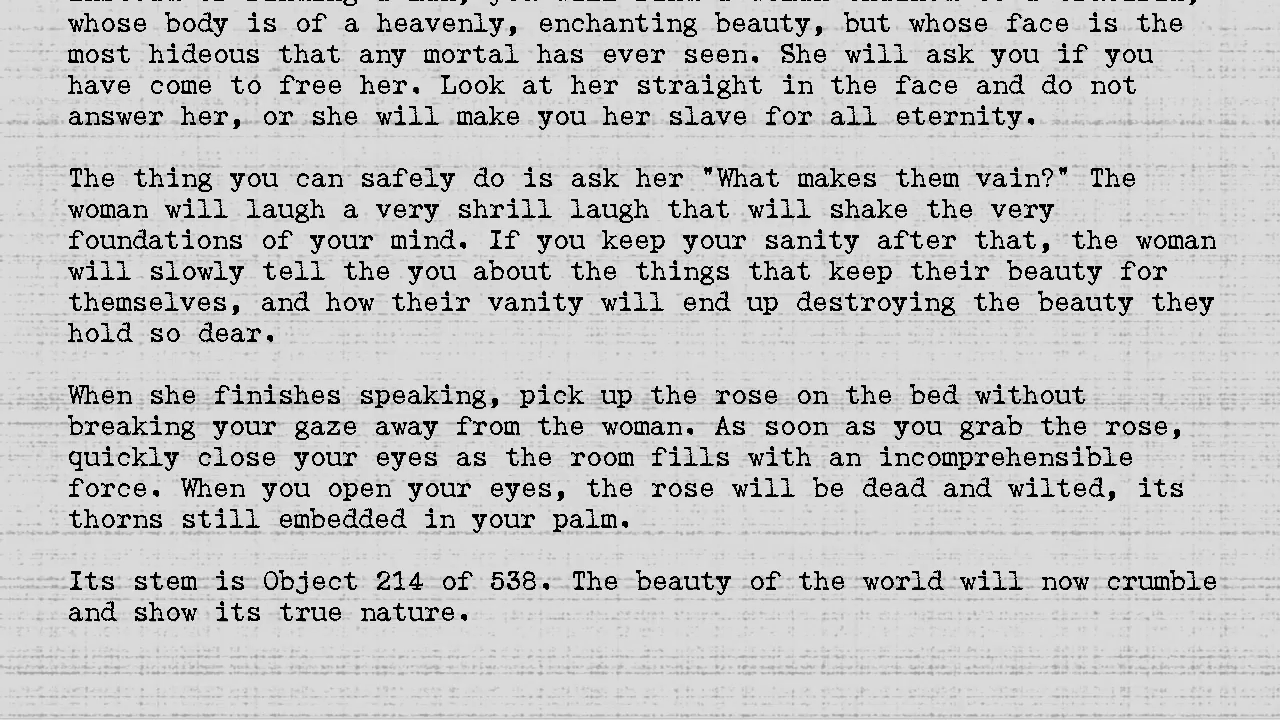 whose body is of a heavenly, enchanting beauty, but whose face is the
most hideous that any mortal has ever seen. She will ask you if you
have come to free her. Look at her straight in the face and do not
answer her, or she will make you her slave for all eternity.
The thing you can safely do is ask her "What makes them vain?" The
woman will laugh a very shrill laugh that will shake the very
foundations of your mind. If you keep your sanity after that, the woman
will slowly tell the you about the things that keep their beauty for
themselves, and how their vanity will end up destroying the beauty they
hold so dear.
When she finishes speaking, pick up the rose on the bed without
breaking your gaze away from the woman. As soon as you grab the rose,
quickly close your eyes as the room fills with an incomprehensible
force. When you open your eyes, the rose will be dead and wilted, its
thorns still embedded in your palm.
Its stem is Object 214 of 538. The beauty of the world will now crumble
and show its true nature.